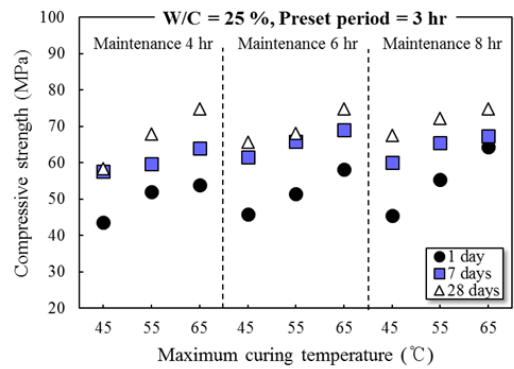 W/C = 25 %, Preset period = 3 hr
Maintenance 4 hr
Maintenance 6 hr
Maintenance 8 hr
Compressive strength (MPa)
100
90
80
70
60
50
40
30
20
1 day
7 days
28 days
45 55 65 45 55 65 45 55 65
Maximum curing temperature (℃)